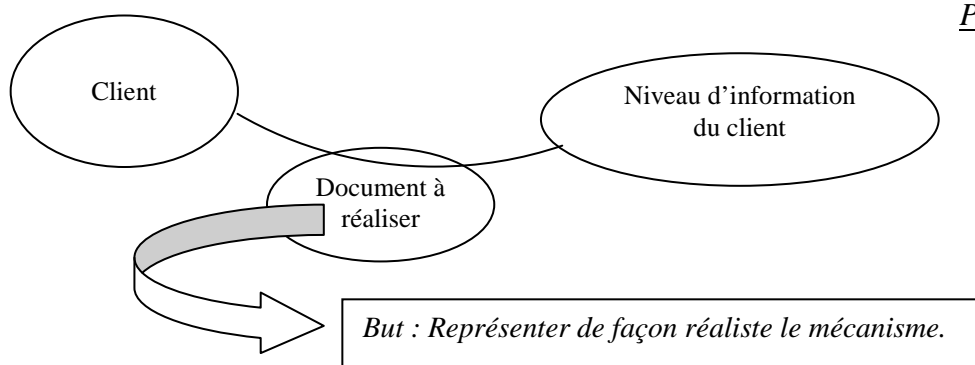 P
Client
Niveau d’information
du client
Document à
réaliser
But : Représenter de façon réaliste le mécanisme.